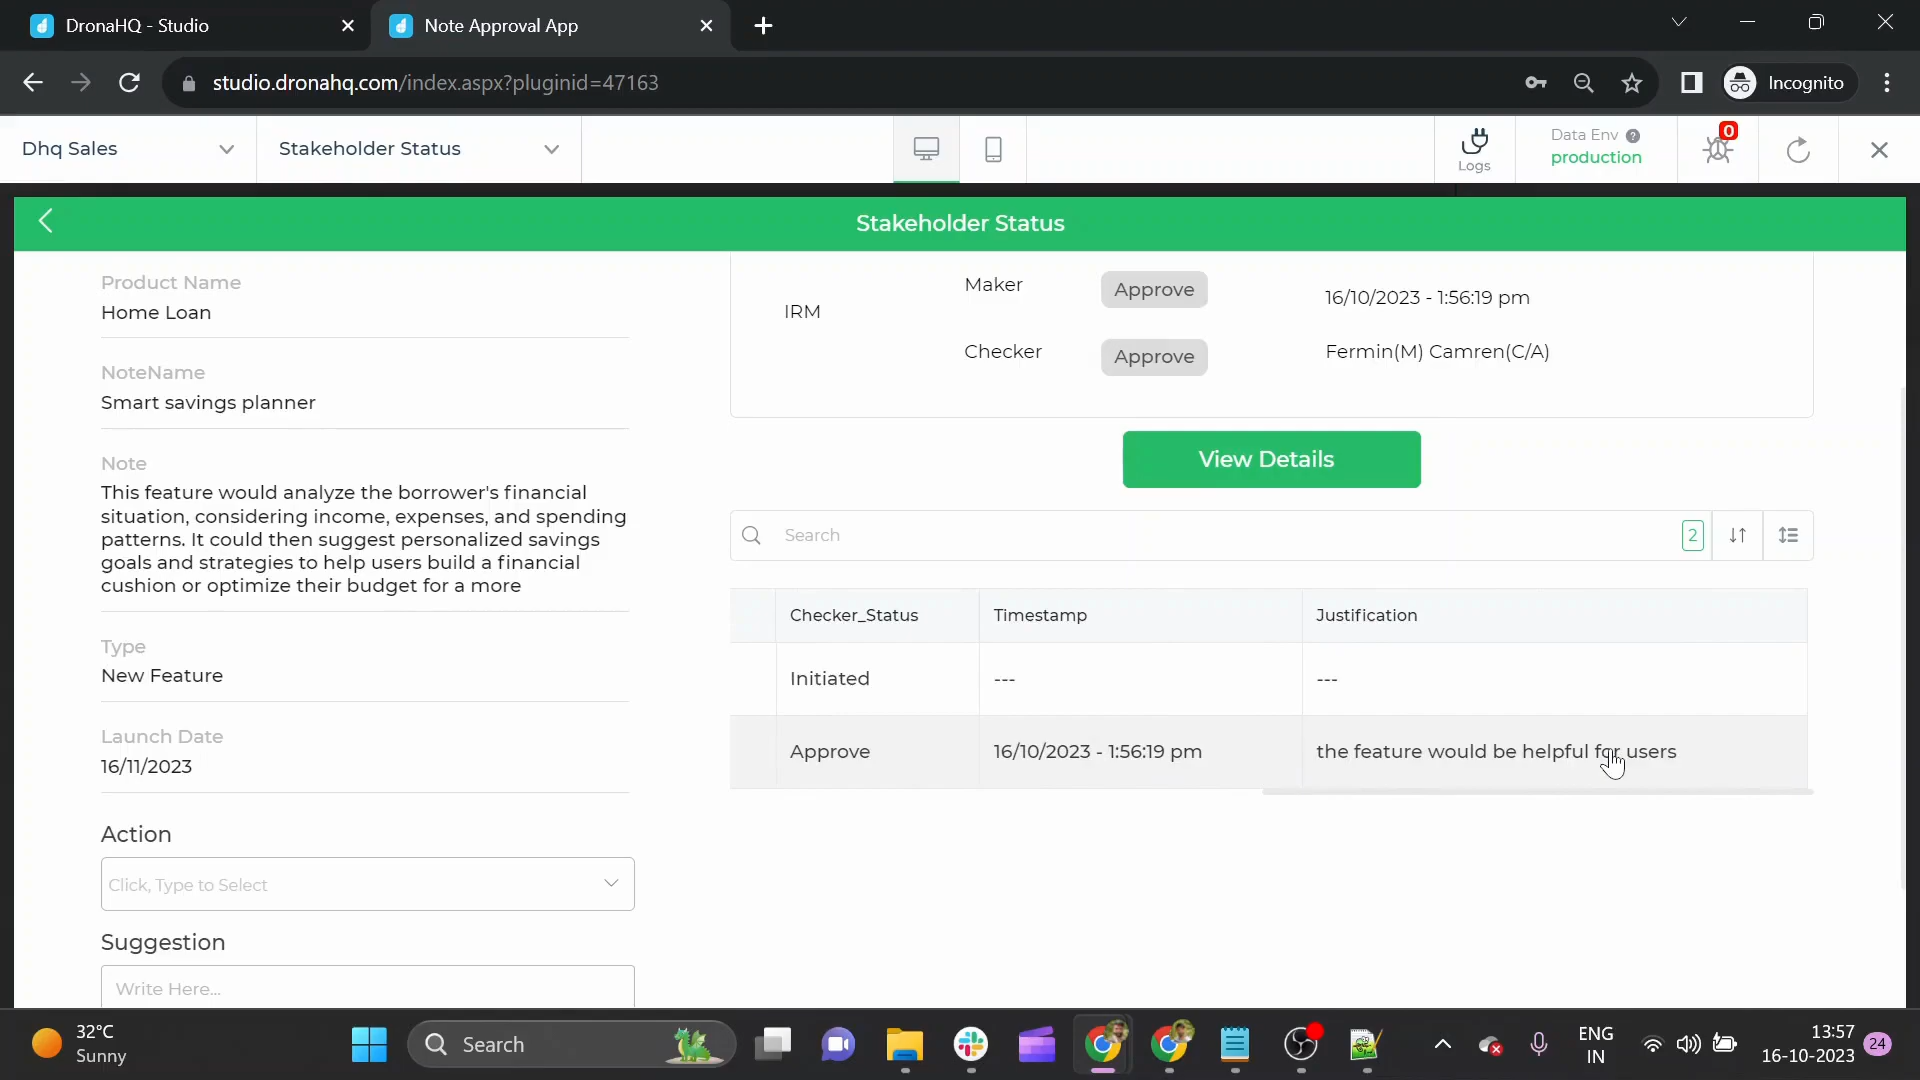 DronaHQ - Studio
Note Approval App
studio.dronahq.com/index.aspx?pluginid=47163
Incognito
Dhq Sales
Stakeholder Status
Logs
Data Env
production
0
Stakeholder Status
Product Name
Home Loan
NoteName
Smart savings planner
Note
This feature would analyze the borrower's financial
situation, considering income, expenses, and spending
patterns. It could then suggest personalized savings
goals and strategies to help users build a financial
cushion or optimize their budget for a more
Type
New Feature
Launch Date
16/11/2023
Action
Click, Type to Select
Suggestion
Write Here...
IRM
Maker
Approve
16/10/2023 - 1:56:19 pm
Checker
Approve
Fermin(M) Camren(C/A)
View Details
Search
2
Checker_Status Timestamp Justification
Initiated --- ---
Approve 16/10/2023 - 1:56:19 pm the feature would be helpful for users
32°C
Sunny
Search
ENG
IN
13:57
16-10-2023
24